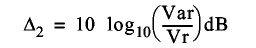 Δ₂ = 10 log₁₀(Var/Vr)dB